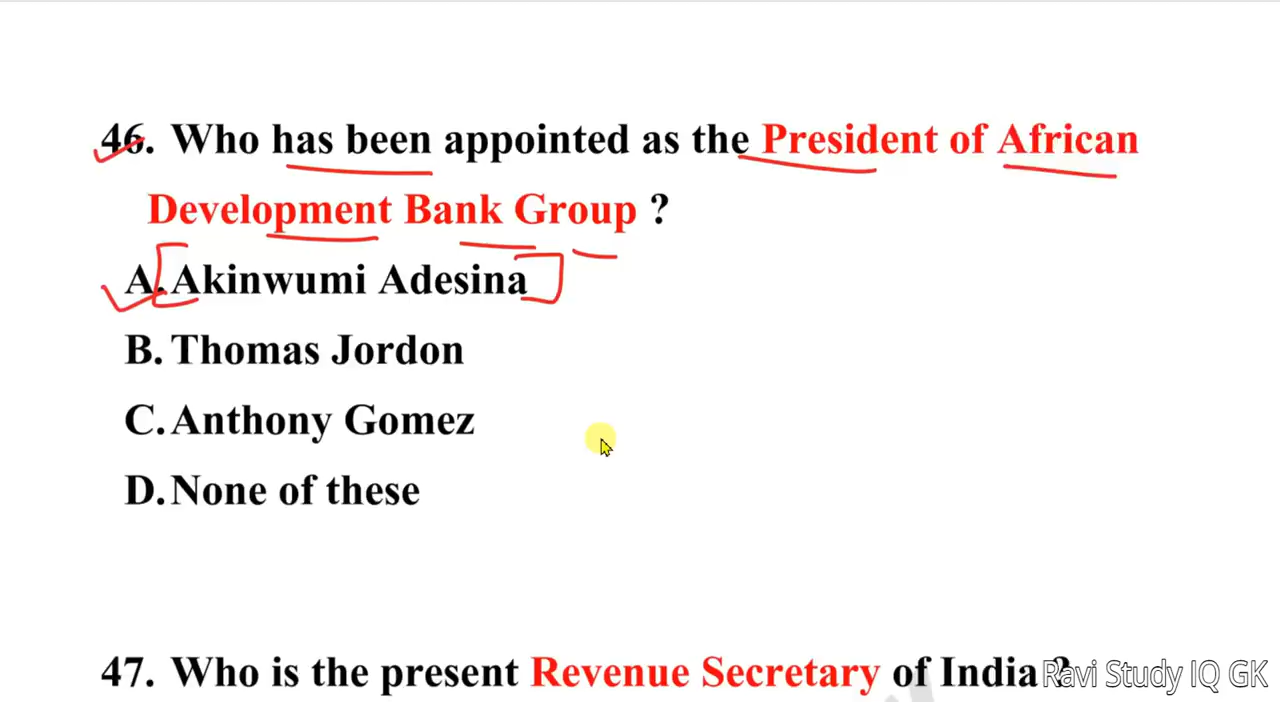 46. Who has been appointed as the President of African
Development Bank Group ?
A. Akinwumi Adesina
B. Thomas Jordon
C. Anthony Gomez
D. None of these
47. Who is the present Revenue Secretary of India ?
Ravi Study IQ GK